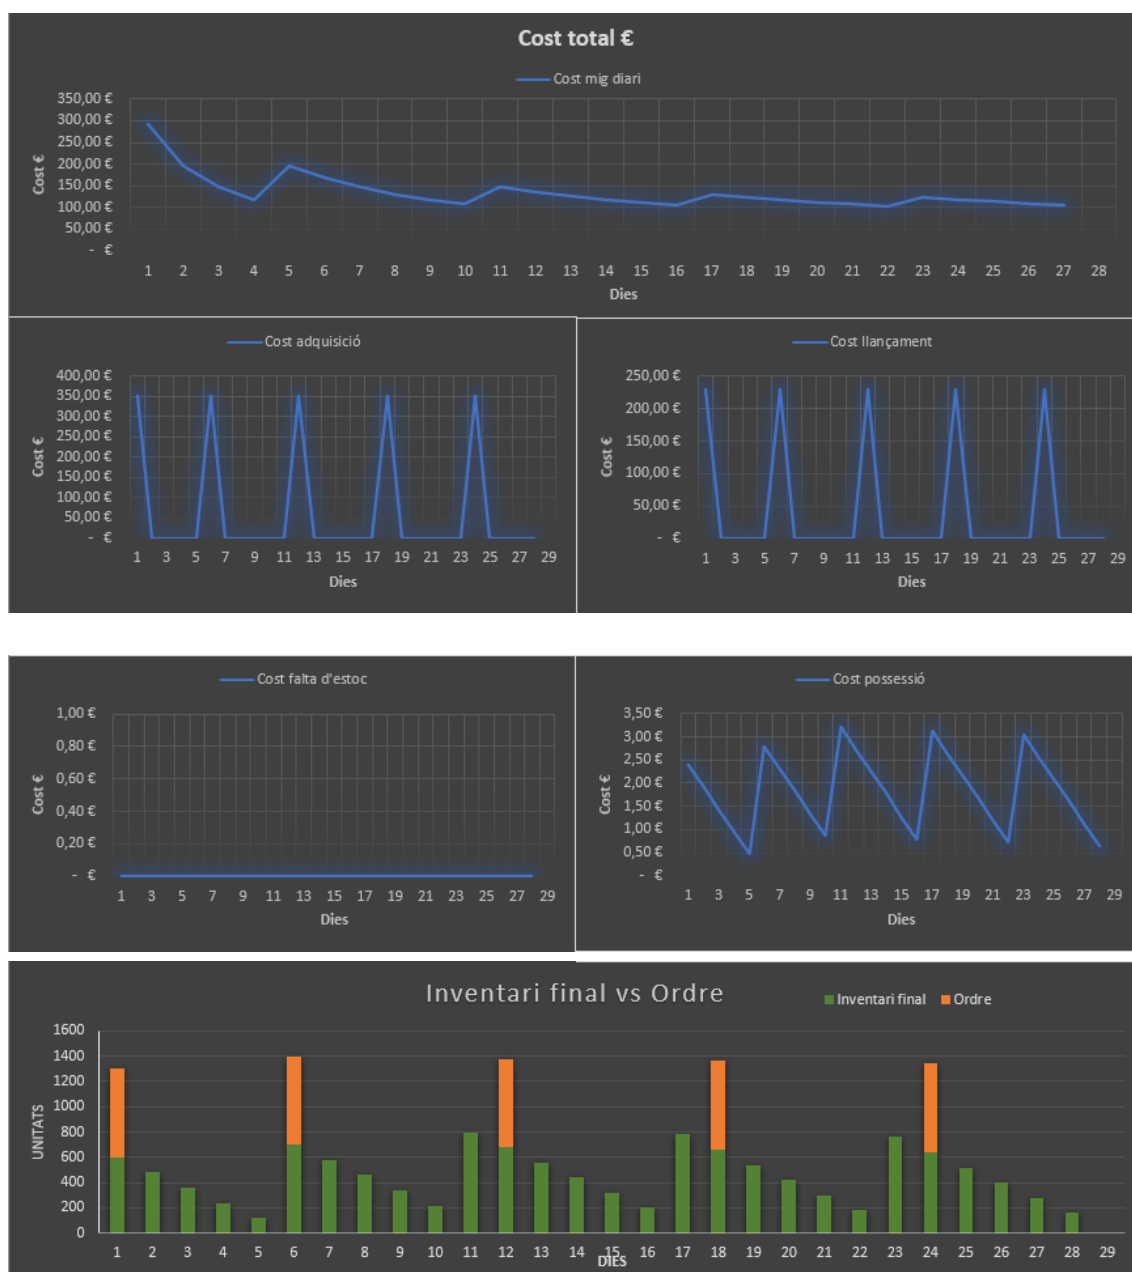 Cost total €
Cost mig diari
350,00 €
300,00 €
250,00 €
200,00 €
150,00 €
100,00 €
50,00 €
- €
Cost €
1 2 3 4 5 6 7 8 9 10 11 12 13 14 15 16 17 18 19 20 21 22 23 24 25 26 27 28
Dies
Cost adquisició
400,00 €
350,00 €
300,00 €
250,00 €
200,00 €
150,00 €
100,00 €
50,00 €
- €
Cost €
1 3 5 7 9 11 13 15 17 19 21 23 25 27 29
Dies
Cost llançament
250,00 €
200,00 €
150,00 €
100,00 €
50,00 €
- €
Cost €
1 3 5 7 9 11 13 15 17 19 21 23 25 27 29
Dies
Cost falta d'estoc
1,00 €
0,80 €
0,60 €
0,40 €
0,20 €
- €
Cost €
1 3 5 7 9 11 13 15 17 19 21 23 25 27 29
Dies
Cost possessió
3,50 €
3,00 €
2,50 €
2,00 €
1,50 €
1,00 €
0,50 €
- €
Cost €
1 3 5 7 9 11 13 15 17 19 21 23 25 27 29
Dies
Inventari final vs Ordre
Inventari final Ordre
1600
1400
1200
1000
800
600
400
200
0
UNITATS
1 2 3 4 5 6 7 8 9 10 11 12 13 14 15 16 17 18 19 20 21 22 23 24 25 26 27 28 29
DIES